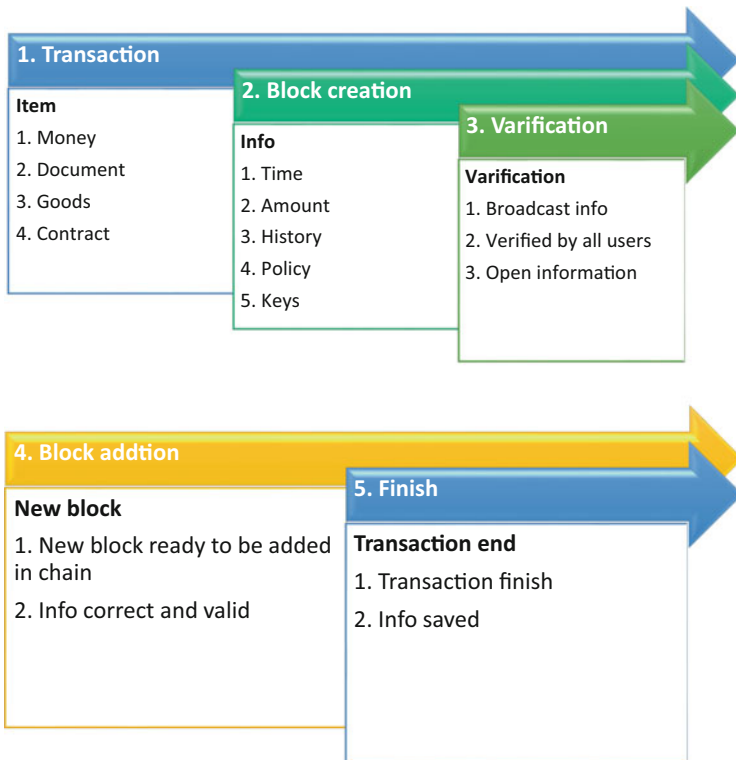 1. Transaction
Item
1. Money
2. Document
3. Goods
4. Contract
2. Block creation
Info
1. Time
2. Amount
3. History
4. Policy
5. Keys
3. Varification
Varification
1. Broadcast info
2. Verified by all users
3. Open information
4. Block addtion
New block
1. New block ready to be added
in chain
2. Info correct and valid
5. Finish
Transaction end
1. Transaction finish
2. Info saved